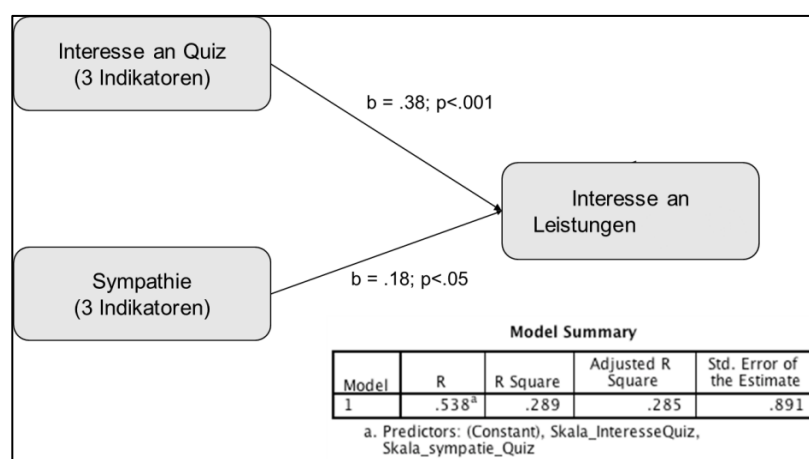 Interesse an Quiz
(3 Indikatoren)
b = .38; p<.001
Interesse an
Leistungen
Sympathie
(3 Indikatoren)
b = .18; p<.05
Model Summary
Model R R Square Adjusted R Square Std. Error of the Estimate
1 .538a .289 .285 .891
a. Predictors: (Constant), Skala_InteresseQuiz,
Skala_sympatie_Quiz